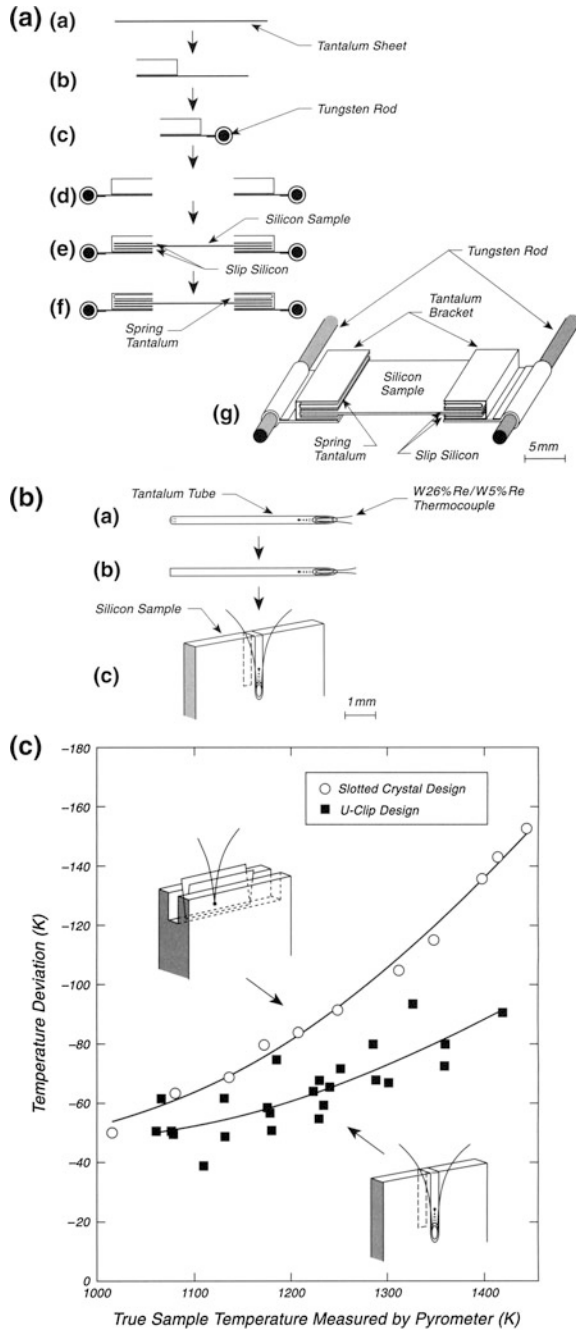 (a)
(a)
Tantalum Sheet
(b)
(c)
Tungsten Rod
(d)
(e)
Silicon Sample
Slip Silicon
(f)
Spring
Tantalum
Tungsten Rod
Tantalum
Bracket
Silicon
Sample
(g)
Spring
Tantalum
Slip Silicon
5mm
(b)
Tantalum Tube
W26%Re/W5%Re
Thermocouple
(a)
(b)
Silicon Sample
(c)
1mm
(c)
-180
-160
-140
-120
-100
-80
-60
-40
-20
0
Temperature Deviation (K)
Slotted Crystal Design
U-Clip Design
1000
1100
1200
1300
1400
True Sample Temperature Measured by Pyrometer (K)